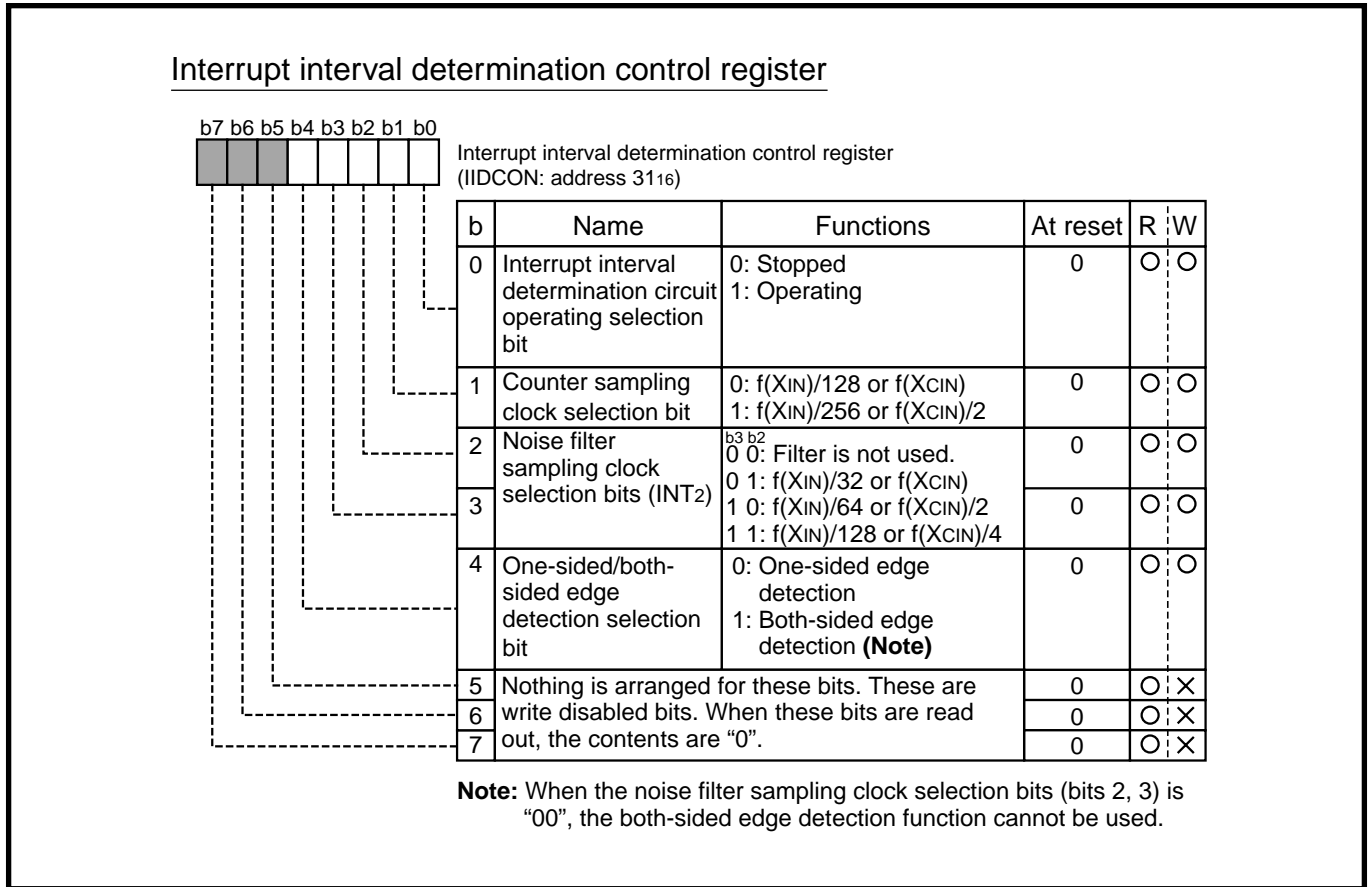 Interrupt interval determination control register
b7 b6 b5 b4 b3 b2 b1 b0
Interrupt interval determination control register
(IIDCON: address 3116)
b Name Functions At reset R W
0 Interrupt interval determination circuit operating selection bit
0: Stopped
1: Operating
0 O O
1 Counter sampling clock selection bit
0: f(XIN)/128 or f(XCIN)
1: f(XIN)/256 or f(XCIN)/2
0 O O
2 Noise filter sampling clock selection bits (INT2)
b3 b2
0 0: Filter is not used.
0 1: f(XIN)/32 or f(XCIN)
1 0: f(XIN)/64 or f(XCIN)/2
1 1: f(XIN)/128 or f(XCIN)/4
0 O O
3
0 O O
4 One-sided/both-sided edge detection selection bit
0: One-sided edge detection
1: Both-sided edge detection (Note)
0 O O
5 Nothing is arranged for these bits. These are
0 O ×
6 write disabled bits. When these bits are read
0 O ×
7 out, the contents are “0”.
0 O ×
Note: When the noise filter sampling clock selection bits (bits 2, 3) is
“00”, the both-sided edge detection function cannot be used.